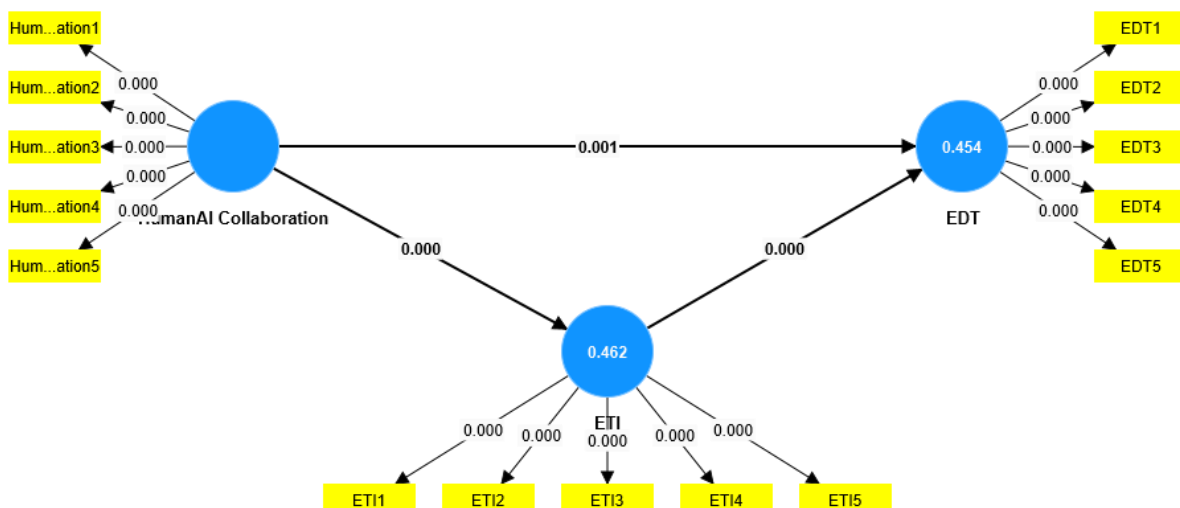 Hum...ation1
Hum...ation2
Hum...ation3
Hum...ation4
Hum...ation5
0.000
0.000
0.000
0.000
0.000
HumanAI Collaboration
0.001
0.000
0.000
0.454
EDT
0.000
0.000
0.000
0.000
0.000
EDT1
EDT2
EDT3
EDT4
EDT5
0.462
ETI
0.000
0.000
0.000
0.000
0.000
ETI1
ETI2
ETI3
ETI4
ETI5